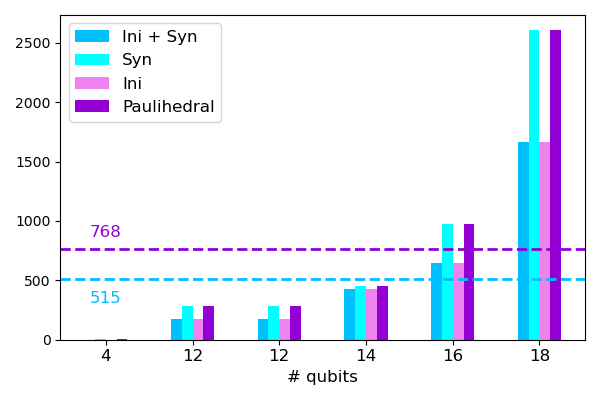 2500
2000
1500
1000
500
0
Ini + Syn
Syn
Ini
Paulihedral
768
515
4 12 12 14 16 18
# qubits